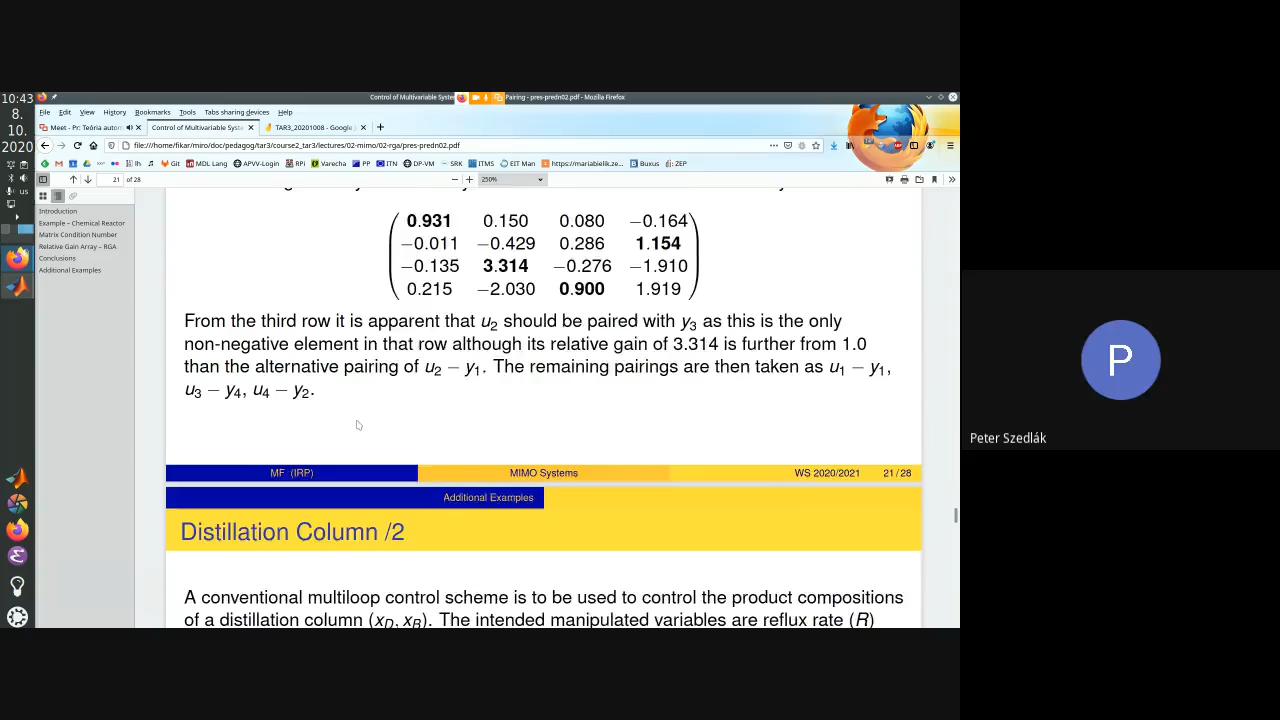 10:43
8.
10.
2020
Control of Multivariable Syste
Pairing - pres-predn02.pdf - Mozilla Firefox
File Edit View History Bookmarks Tools Tabs sharing devices Help
Meet - Pr: Teória autom
Control of Multivariable Syste
TAR3_20201008 - Google
file:///home/fikar/miro/doc/pedagog/tar3/course2_tar3/lectures/02-mimo/02-rga/pres-predn02.pdf
lh Git MDL Lang APVV-Login RPi Varecha PP ITN DP-VM SRK ITMS EIT Man https://mariabielik.ze... Buxus ZEP
21 of 28
250%
us
Introduction
Example – Chemical Reactor
Matrix Condition Number
Relative Gain Array – RGA
Conclusions
Additional Examples
0.931 0.150 0.080 −0.164
−0.011 −0.429 0.286 1.154
−0.135 3.314 −0.276 −1.910
0.215 −2.030 0.900 1.919
From the third row it is apparent that u2 should be paired with y3 as this is the only
non-negative element in that row although its relative gain of 3.314 is further from 1.0
than the alternative pairing of u2 − y1. The remaining pairings are then taken as u1 − y1,
u3 − y4, u4 − y2.
MF (IRP) MIMO Systems WS 2020/2021 21 / 28
Additional Examples
Distillation Column /2
A conventional multiloop control scheme is to be used to control the product compositions
of a distillation column (xD, xB). The intended manipulated variables are reflux rate (R)
P
Peter Szedlák